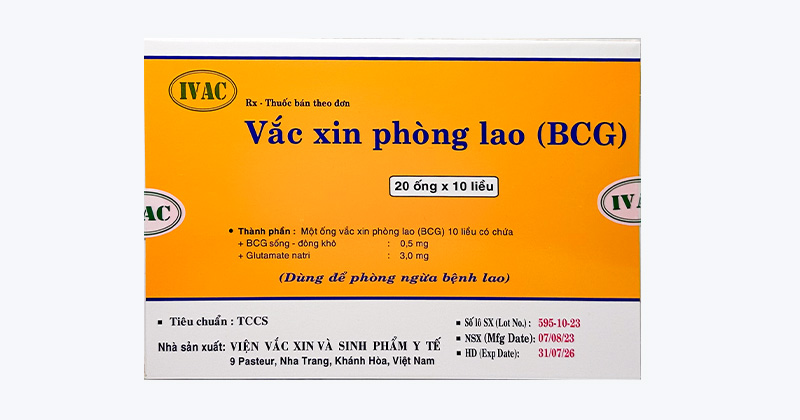 IVAC
Rx - Thuốc bán theo đơn
Vắc xin phòng lao (BCG)
20 ống x 10 liều
AC
IV
• Thành phần : Một ống vắc xin phòng lao (BCG) 10 liều có chứa
+ BCG sống - đông khô : 0,5 mg
+ Glutamate natri : 3,0 mg
(Dùng để phòng ngừa bệnh lao)
▪ Tiêu chuẩn : TCCS
Nhà sản xuất: VIỆN VẮC XIN VÀ SINH PHẨM Y TẾ
9 Pasteur, Nha Trang, Khánh Hòa, Việt Nam
▪ Số lô SX (Lot No.) : 595-10-23
▪ NSX (Mfg Date): 07/08/23
▪ HD (Exp Date): 31/07/26